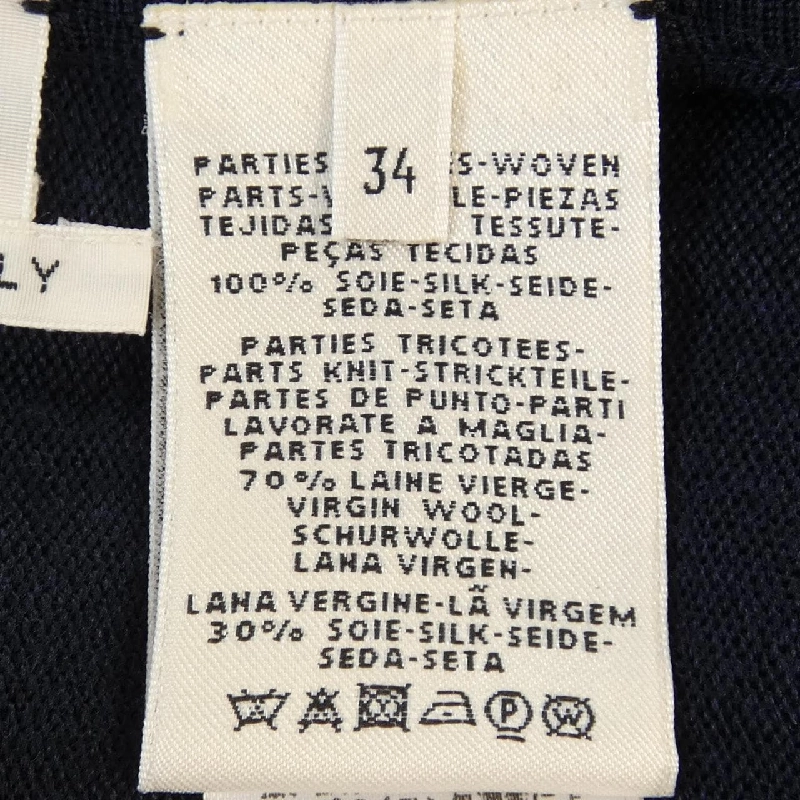 34
PARTIES S-WOVEN
PARTS- LE-PIEZAS
TEJIDAS TESSUTE-
PEÇAS TECIDAS
100% SOIE-SILK-SEIDE-
SEDA-SETA
PARTIES TRICOTEES-
PARTS KNIT-STRICKTEILE-
PARTES DE PUNTO-PARTI
LAVORATE A MAGLIA-
PARTES TRICOTADAS
70% LAINE VIERGE-
VIRGIN WOOL-
SCHURWOLLE-
LANA VIRGEN-
LANA VERGINE-LÃ VIRGEM
30% SOIE-SILK-SEIDE-
SEDA-SETA
P W
LY